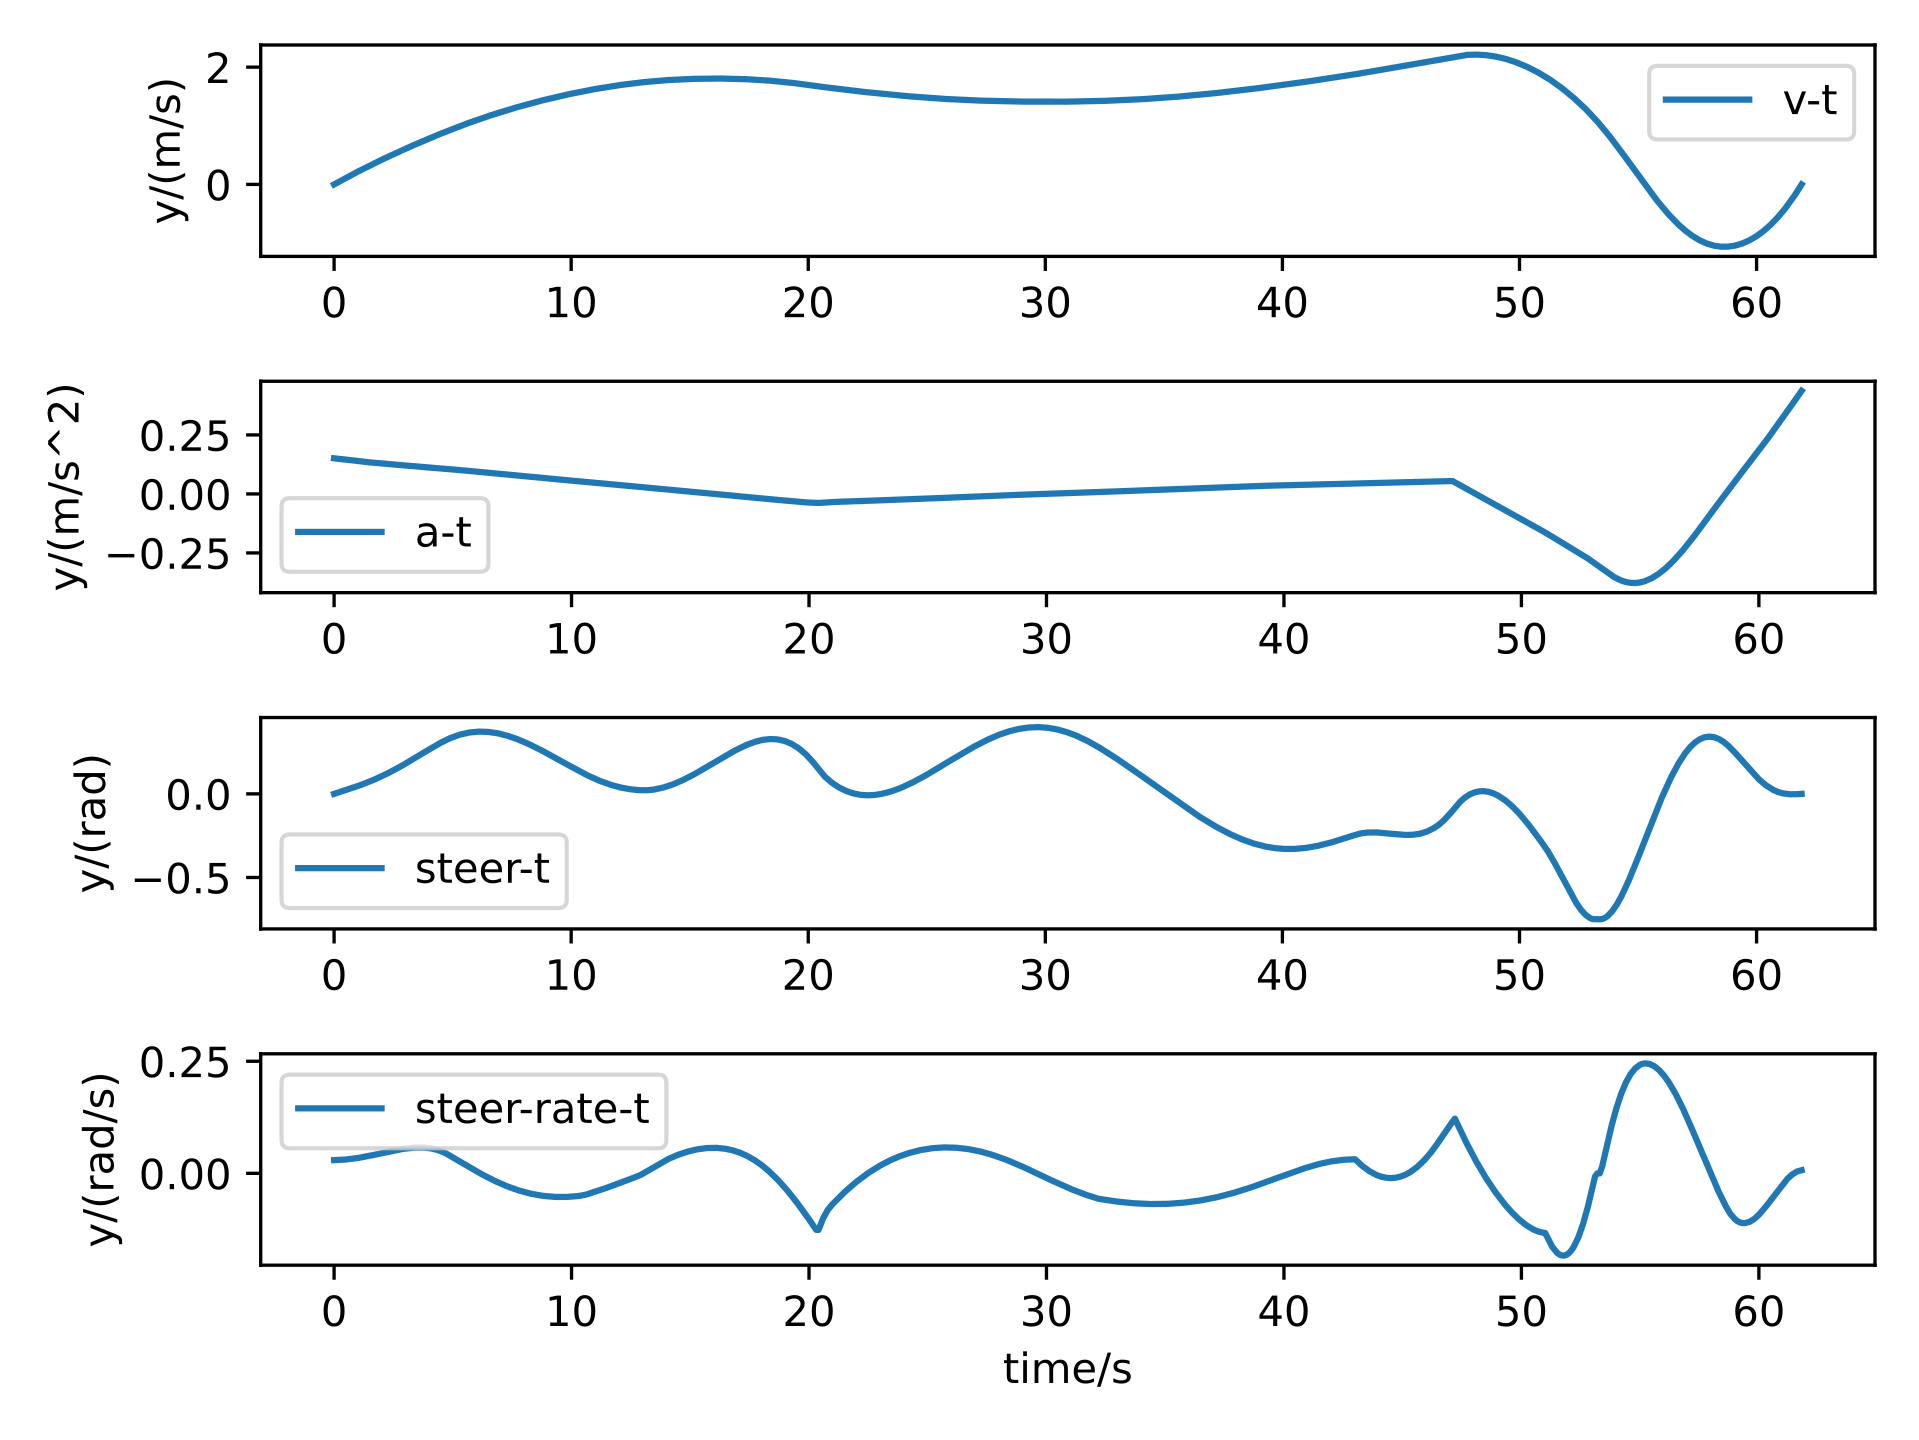 y/(m/s)
2
0
v-t
0 10 20 30 40 50 60
y/(m/s^2)
0.25
0.00
−0.25
a-t
0 10 20 30 40 50 60
y/(rad)
0.0
−0.5
steer-t
0 10 20 30 40 50 60
y/(rad/s)
0.25
0.00
steer-rate-t
0 10 20 30 40 50 60
time/s